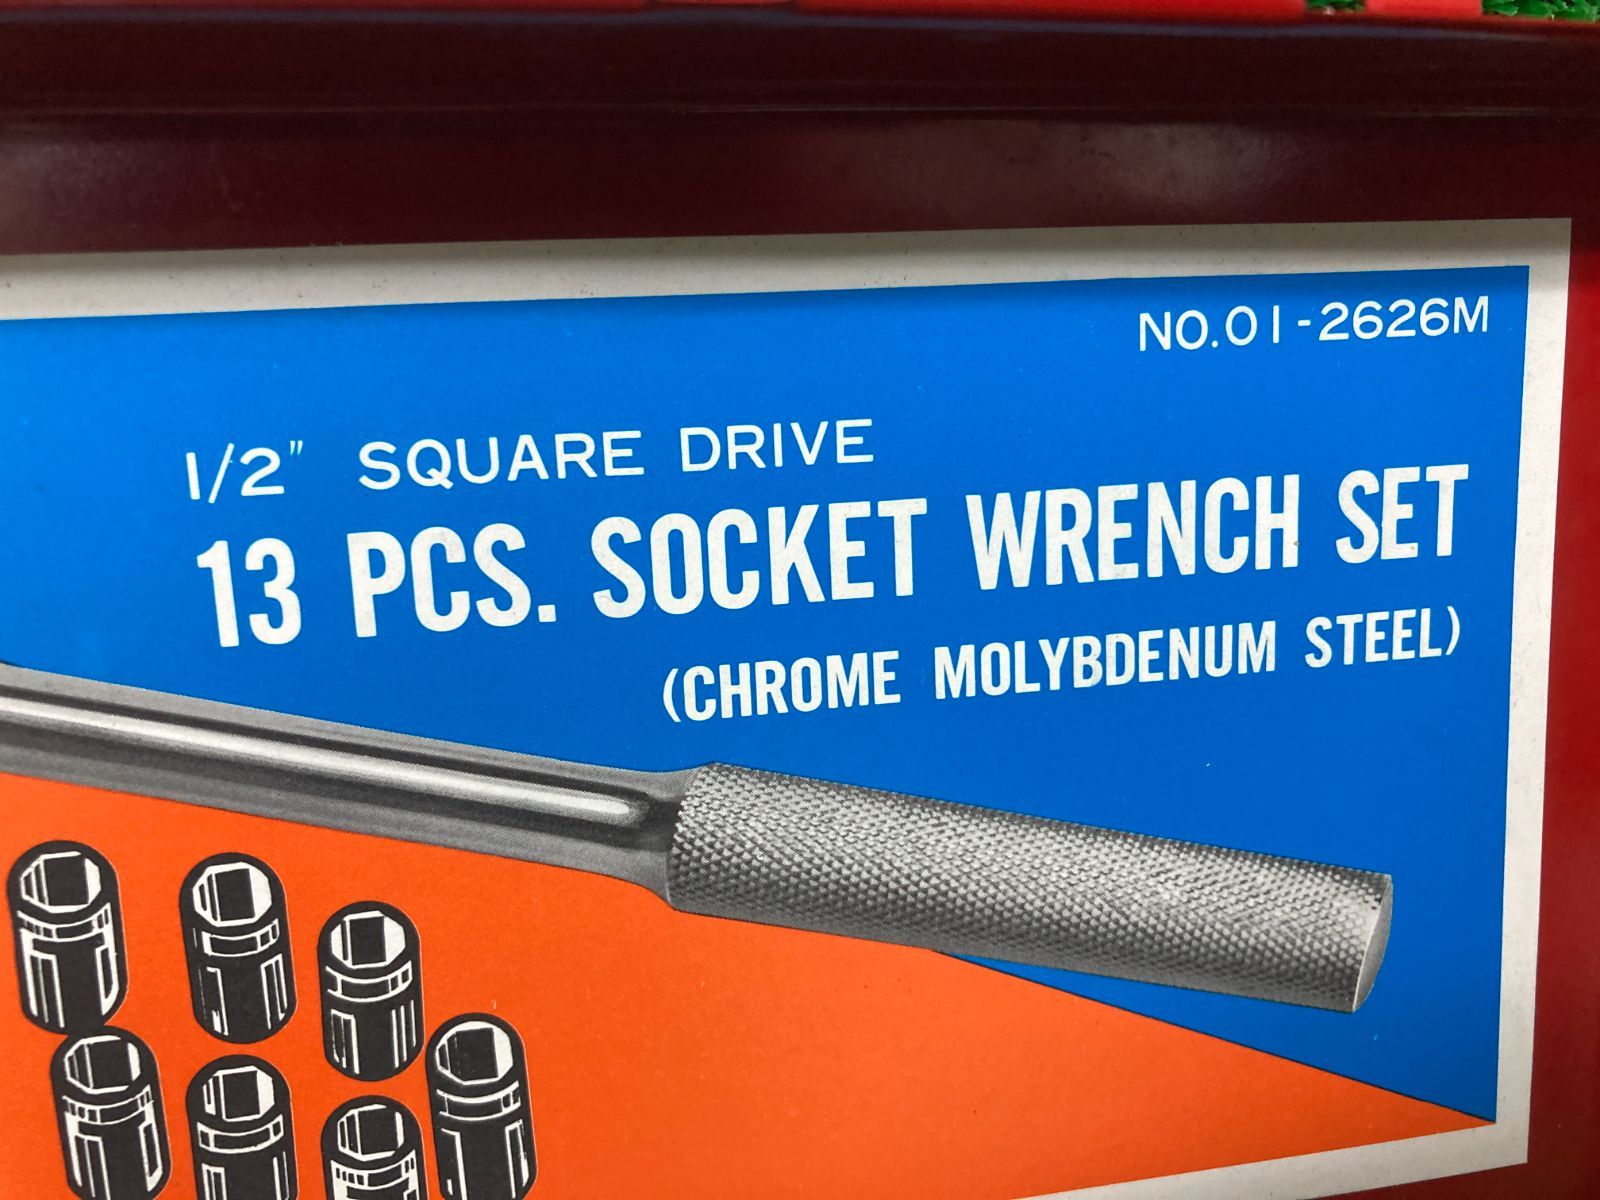 NO.01-2626M
1/2" SQUARE DRIVE
13 PCS. SOCKET WRENCH SET
(CHROME MOLYBDENUM STEEL)